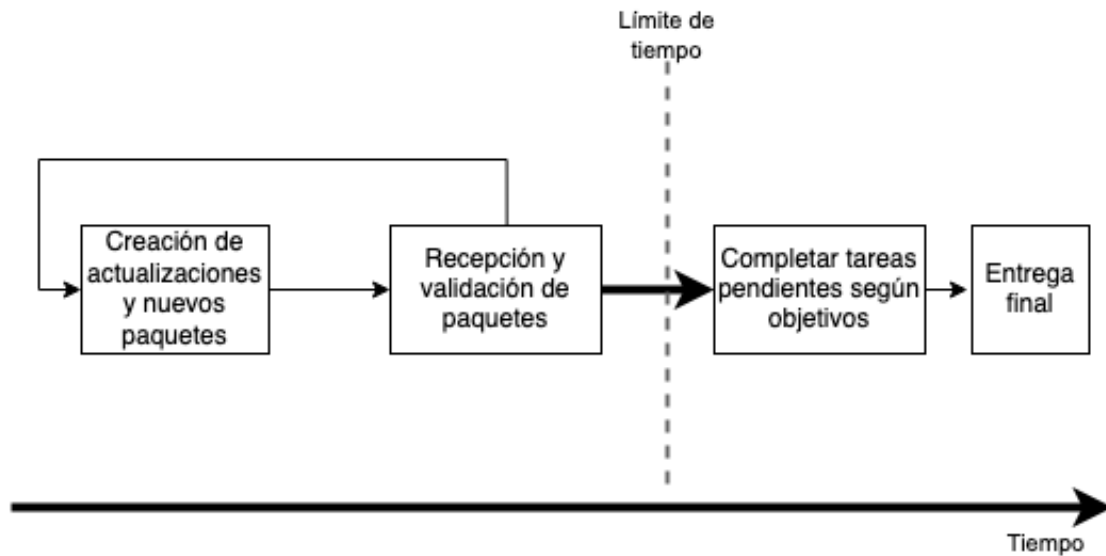 Límite de
tiempo
Creación de
actualizaciones
y nuevos
paquetes
Recepción y
validación de
paquetes
Completar tareas
pendientes según
objetivos
Entrega
final
Tiempo